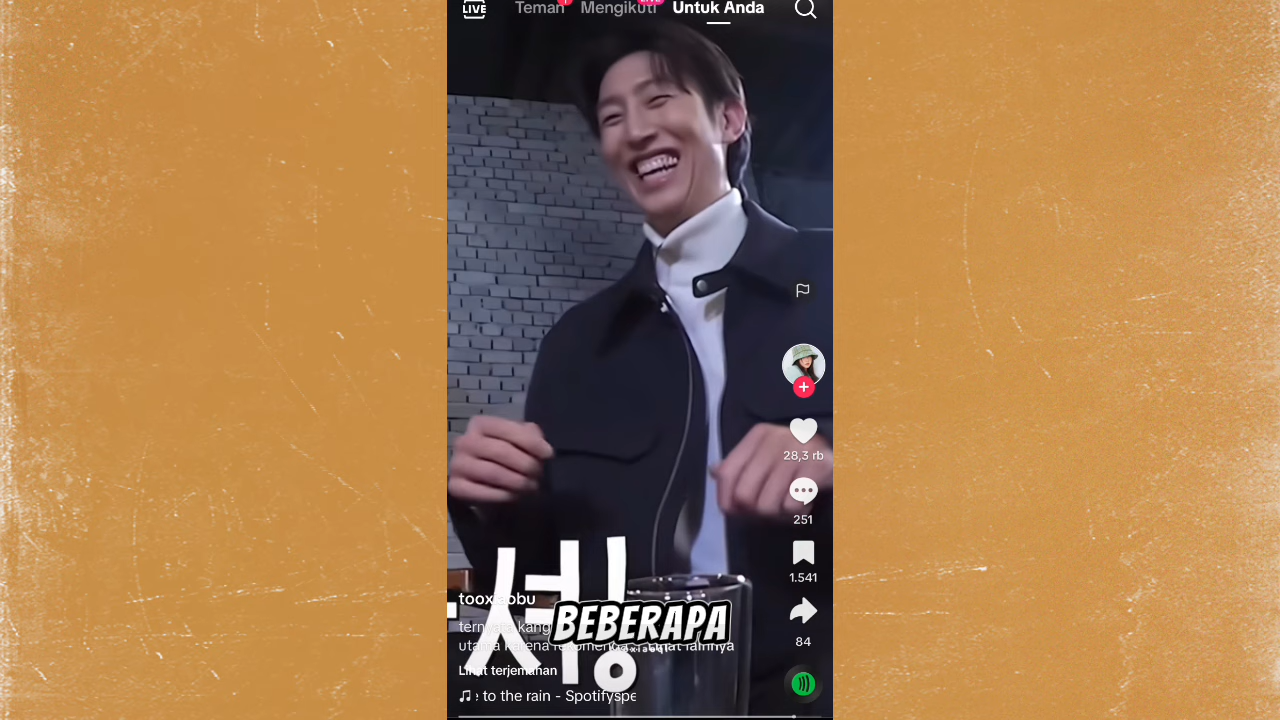 LIVE
Teman Mengikuti Untuk Anda
28,3 rb
251
1.541
84
셍
BEBERAPA
utama karena
Lihat terjemahan
to the rain - Spotifyspe